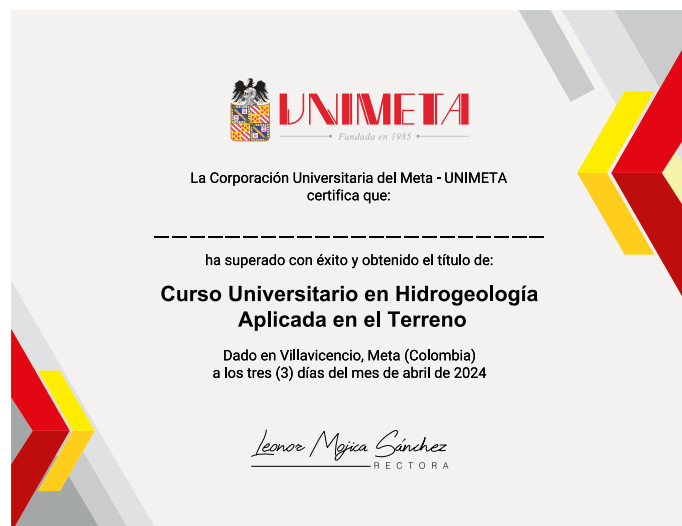 UNIMETA
Fundada en 1985
La Corporación Universitaria del Meta - UNIMETA
certifica que:
ha superado con éxito y obtenido el título de:
Curso Universitario en Hidrogeología
Aplicada en el Terreno
Dado en Villavicencio, Meta (Colombia)
a los tres (3) días del mes de abril de 2024
Leonor Mojica Sánchez
RECTORA